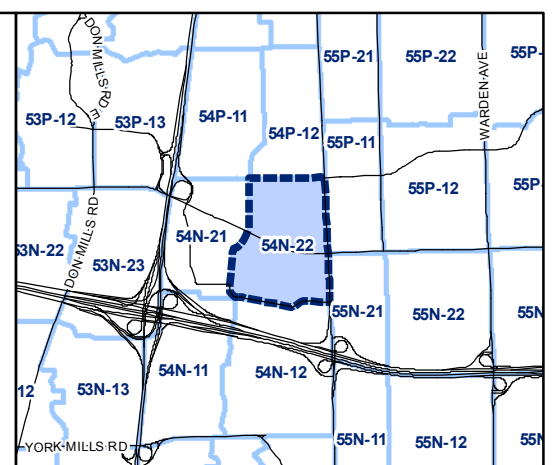 DON MILLS RD E
55P-21
55P-22
55P-
WARDEN AVE
53P-12
53P-13
54P-11
54P-12
55P-11
55P-12
55P
DON MILLS RD
53N-22
53N-23
54N-21
54N-22
55N-21
55N-22
55N
12
53N-13
54N-11
54N-12
YORK MILLS RD
55N-11
55N-12
55N